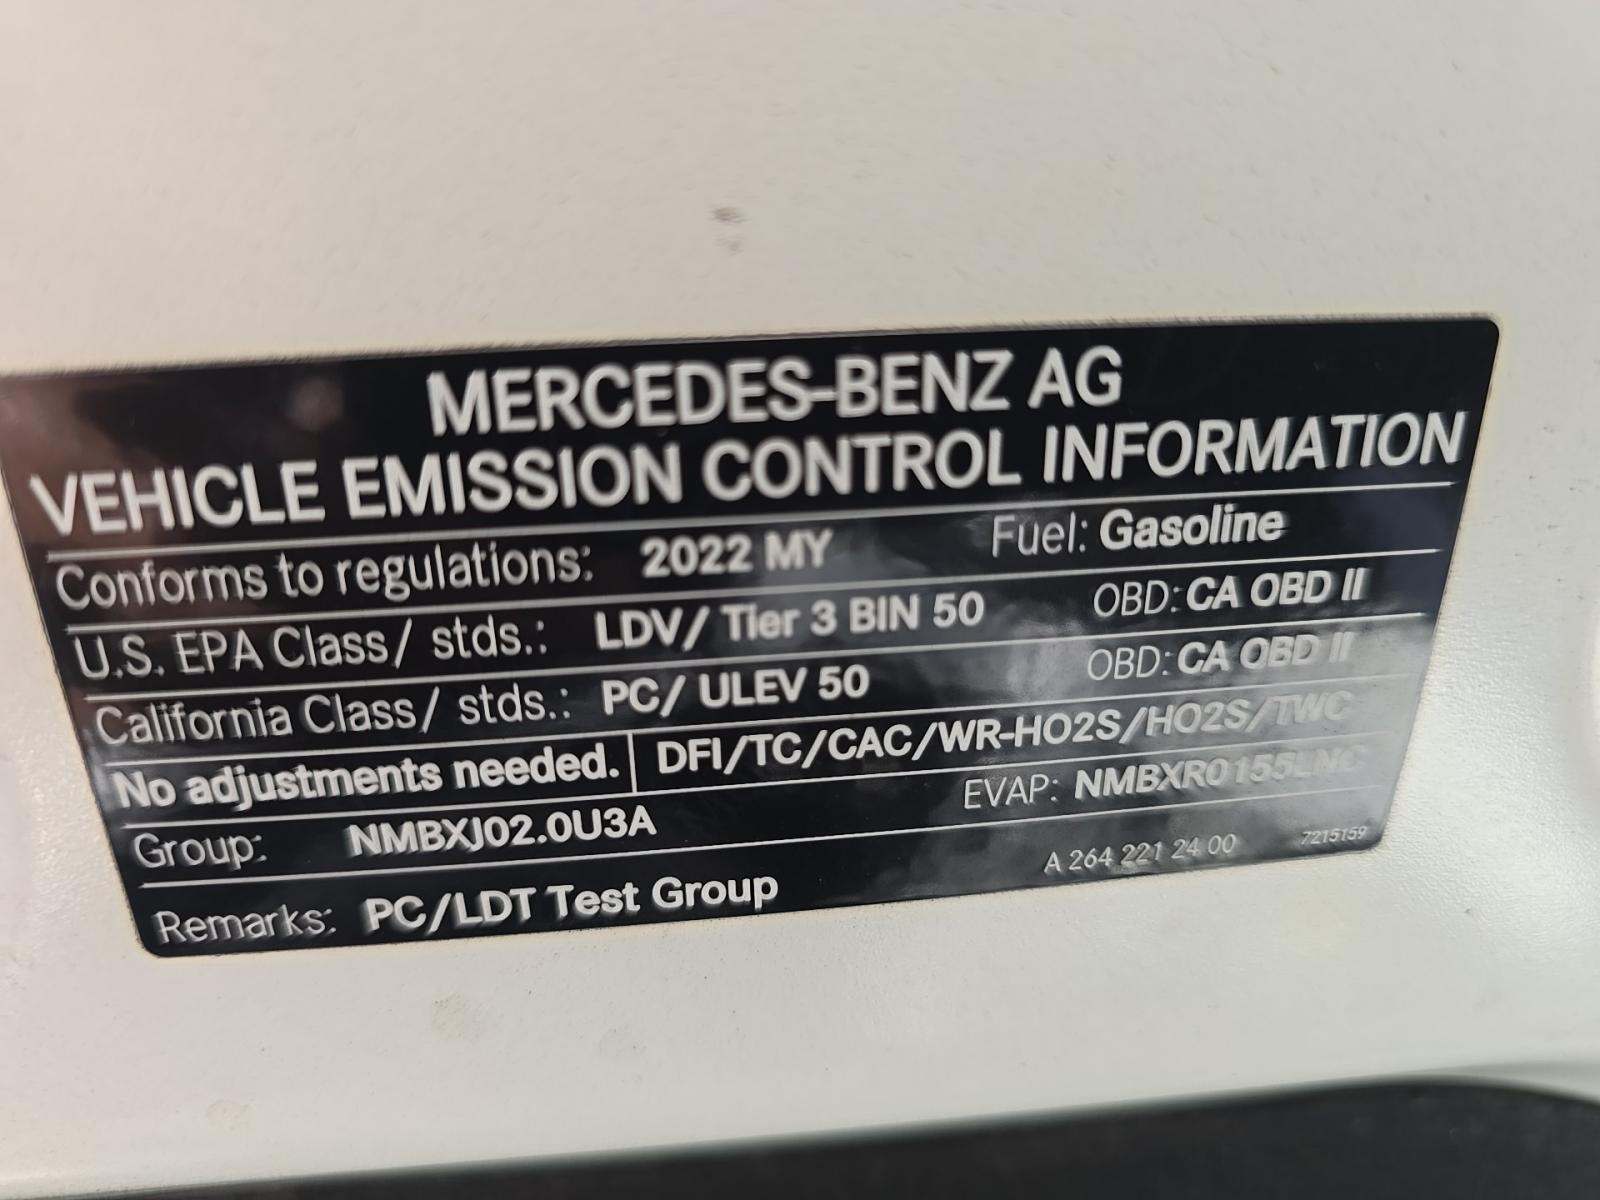 MERCEDES-BENZ AG
VEHICLE EMISSION CONTROL INFORMATION
Conforms to regulations: 2022 MY Fuel: Gasoline
U.S. EPA Class/ stds.: LDV/ Tier 3 BIN 50 OBD: CA OBD II
California Class/ stds.: PC/ ULEV 50 OBD: CA OBD II
No adjustments needed. DFI/TC/CAC/WR-HO2S/HO2S/TWC
Group: NMBXJ02.0U3A EVAP: NMBXR0155LNC
Remarks: PC/LDT Test Group A 264 221 24 00 7215159